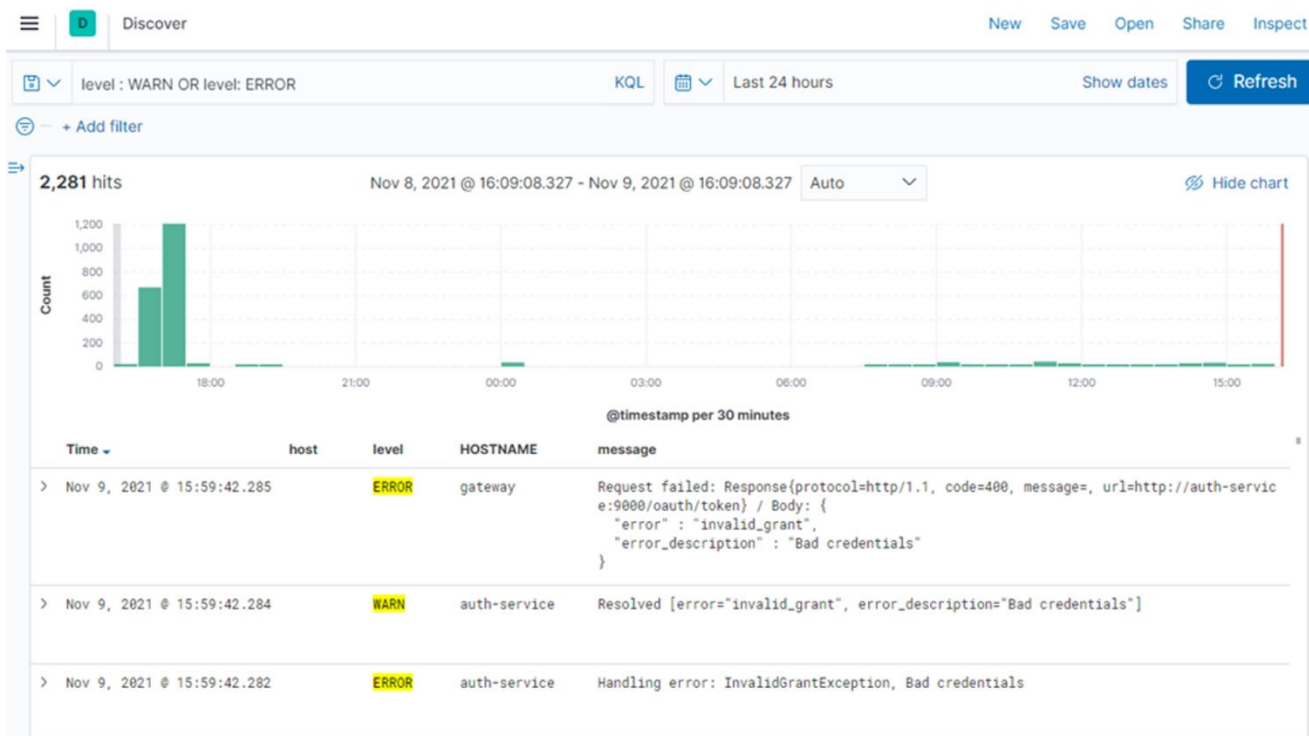 D Discover New Save Open Share Inspect
level : WARN OR level: ERROR KQL Last 24 hours Show dates Refresh
+ Add filter
2,281 hits Nov 8, 2021 @ 16:09:08.327 - Nov 9, 2021 @ 16:09:08.327 Auto Hide chart
1,200
1,000
800
600
400
200
0
Count
18:00 21:00 00:00 03:00 06:00 09:00 12:00 15:00
@timestamp per 30 minutes
Time host level HOSTNAME message
Nov 9, 2021 @ 15:59:42.285 ERROR gateway Request failed: Response{protocol=http/1.1, code=400, message=, url=http://auth-servic
e:9000/oauth/token} / Body: {
"error" : "invalid_grant",
"error_description" : "Bad credentials"
}
Nov 9, 2021 @ 15:59:42.284 WARN auth-service Resolved [error="invalid_grant", error_description="Bad credentials"]
Nov 9, 2021 @ 15:59:42.282 ERROR auth-service Handling error: InvalidGrantException, Bad credentials